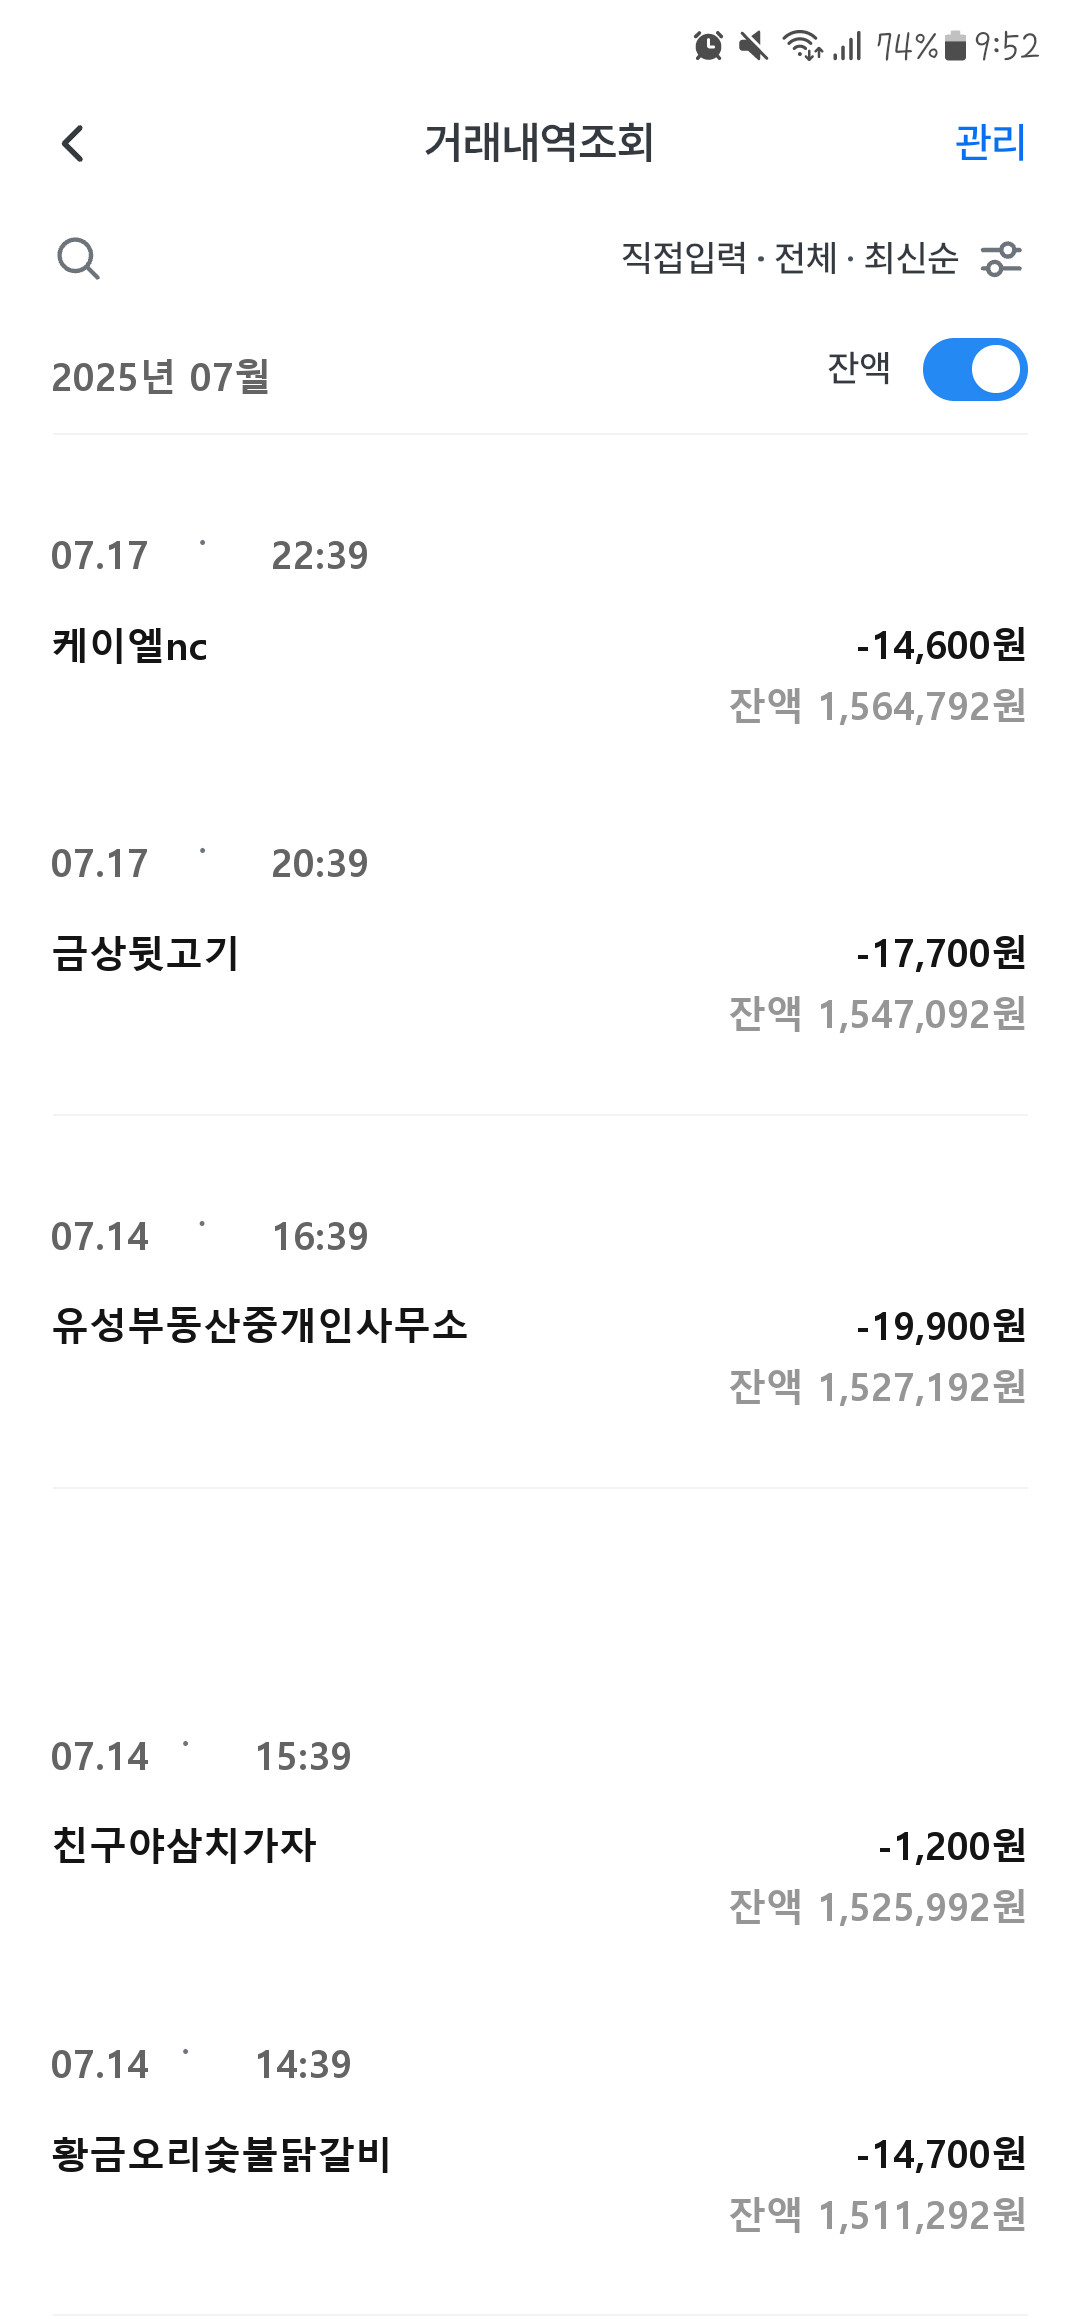 74% 9:52
거래내역조회 관리
직접입력 · 전체 · 최신순
2025년 07월 잔액
07.17 · 22:39
케이엘nc -14,600원
잔액 1,564,792원
07.17 · 20:39
금상뒷고기 -17,700원
잔액 1,547,092원
07.14 · 16:39
유성부동산중개인사무소 -19,900원
잔액 1,527,192원
07.14 · 15:39
친구야삼치가자 -1,200원
잔액 1,525,992원
07.14 · 14:39
황금오리숯불닭갈비 -14,700원
잔액 1,511,292원